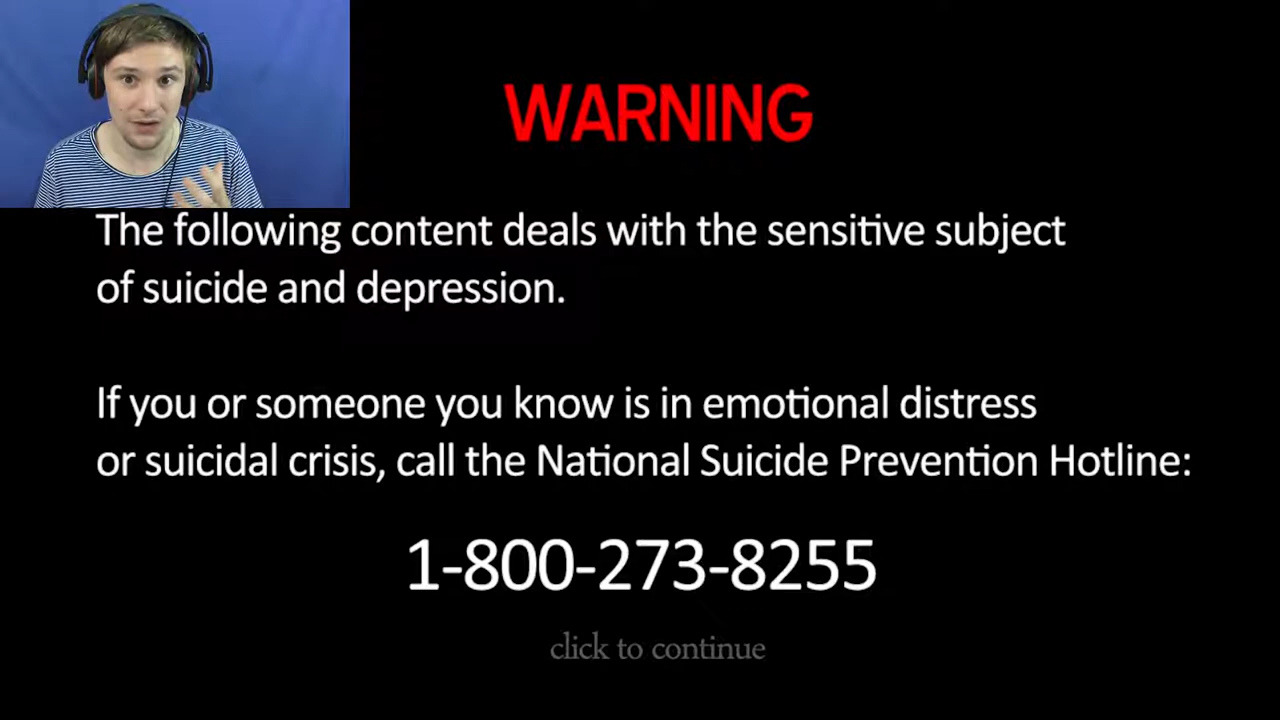 WARNING
The following content deals with the sensitive subject
of suicide and depression.
If you or someone you know is in emotional distress
or suicidal crisis, call the National Suicide Prevention Hotline:
1-800-273-8255
click to continue